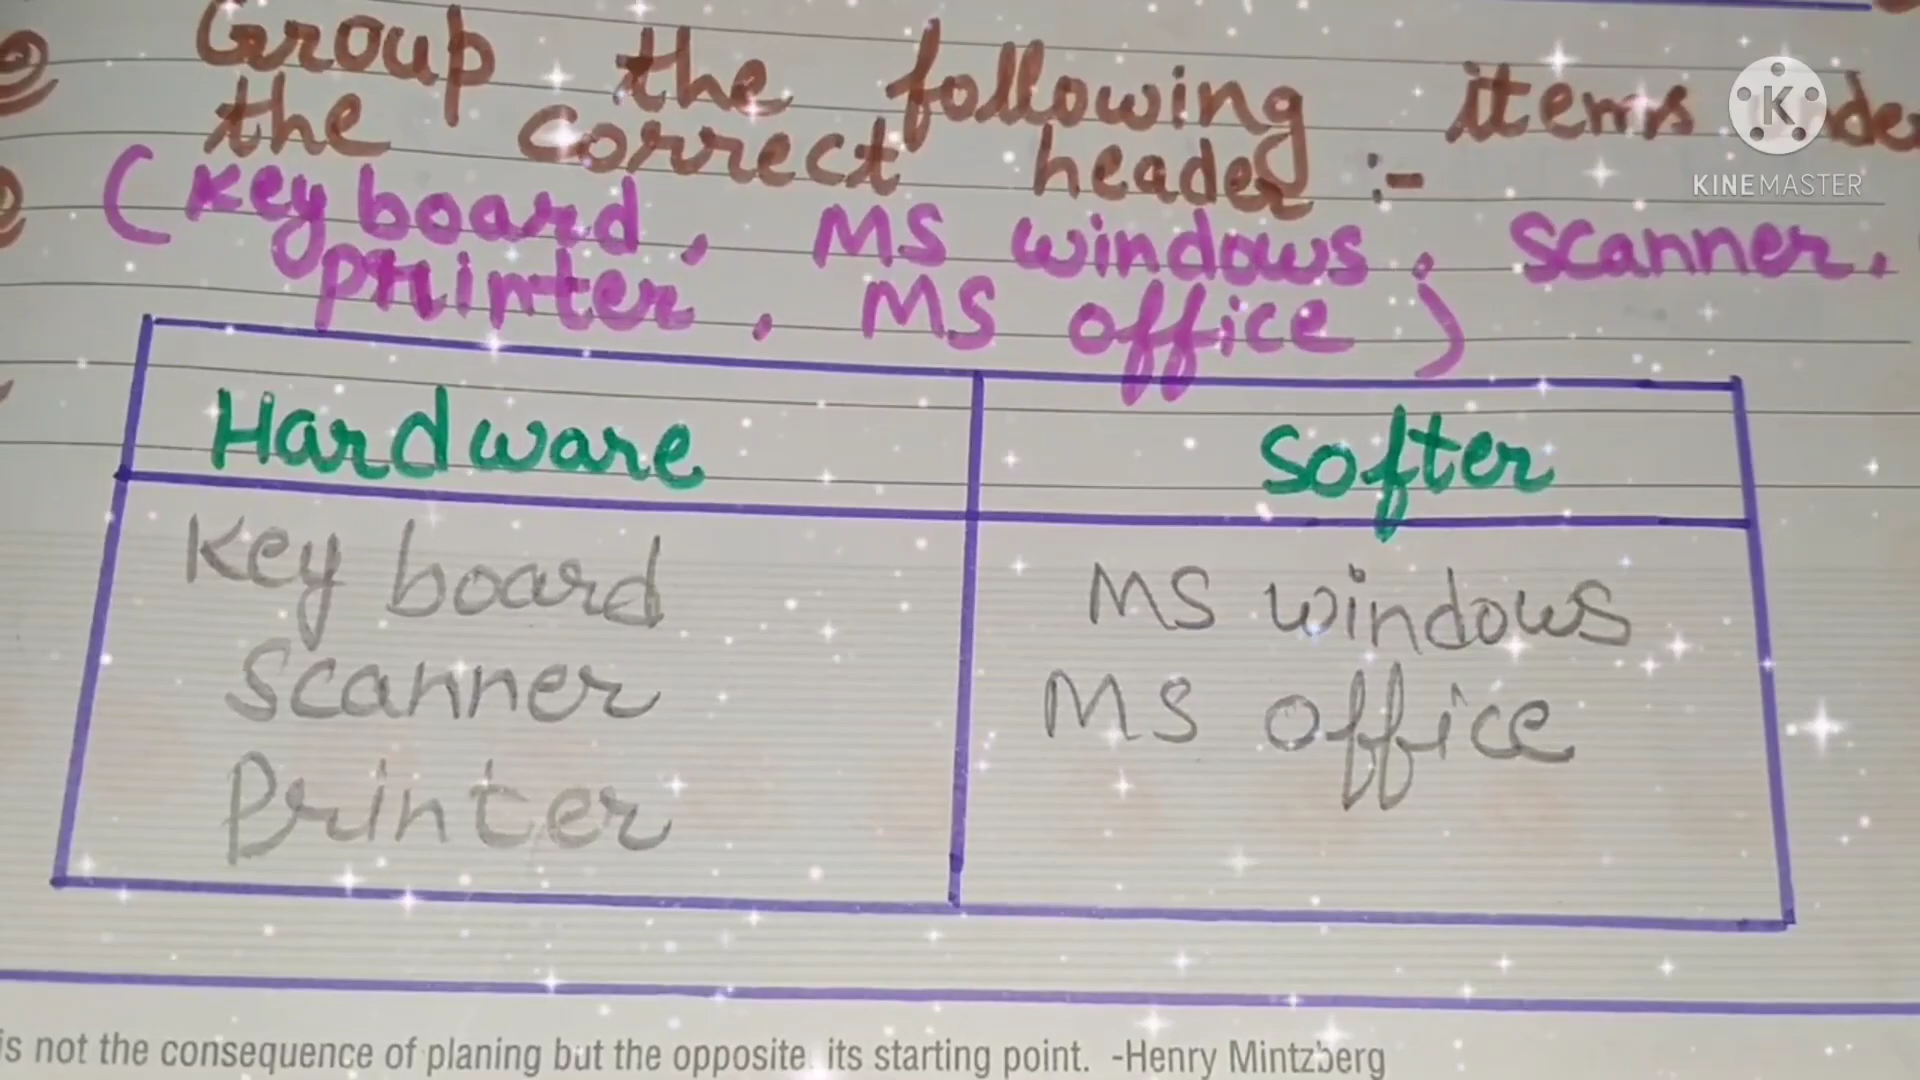 Group the following items unde
the correct header :-
K
KINEMASTER
(Key board, MS windows, scanner,
printer, MS office)
Hardware
Softer
Key board
MS windows
Scanner
MS office
Printer
is not the consequence of planing but the opposite its starting point. -Henry Mintzberg